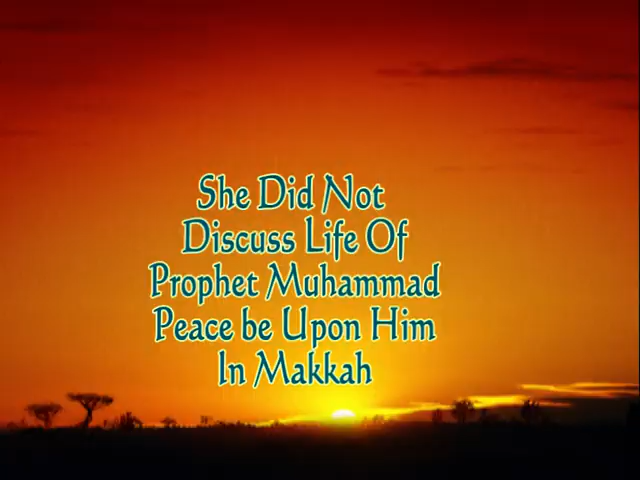 She Did Not
Discuss Life Of
Prophet Muhammad
Peace be Upon Him
In Makkah